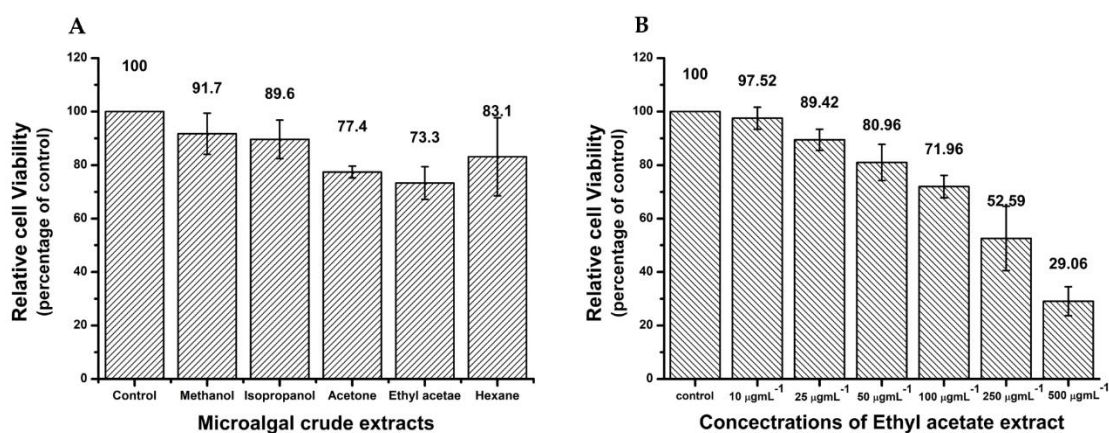 A
Relative cell Viability
(percentage of control)
120
100
80
60
40
20
0
100
91.7
89.6
77.4
73.3
83.1
Control Methanol Isopropanol Acetone Ethyl acetae Hexane
Microalgal crude extracts
B
Relative cell Viability
(percentage of control)
120
100
80
60
40
20
0
100
97.52
89.42
80.96
71.96
52.59
29.06
control 10 µgmL⁻¹ 25 µgmL⁻¹ 50 µgmL⁻¹ 100 µgmL⁻¹ 250 µgmL⁻¹ 500 µgmL⁻¹
Concectrations of Ethyl acetate extract